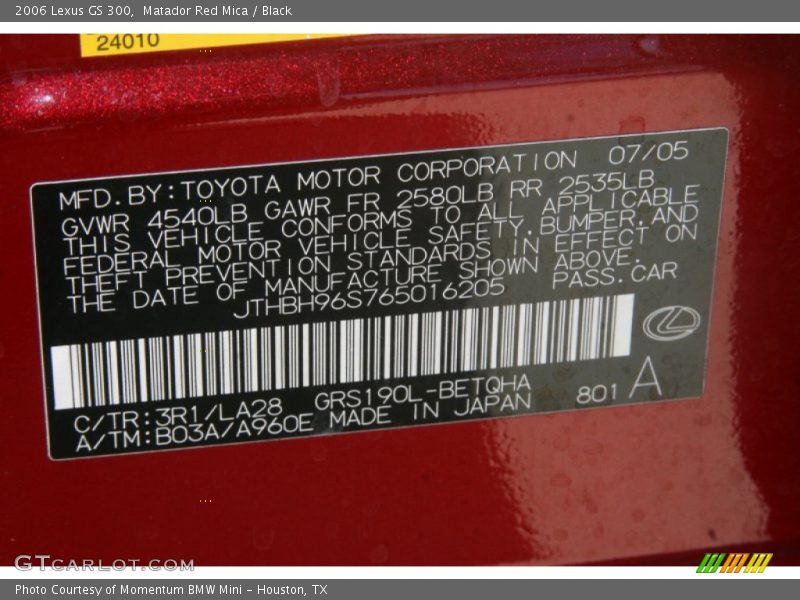 2006 Lexus GS 300,  Matador Red Mica / Black
24010
MFD.BY:TOYOTA MOTOR CORPORATION 07/05
GVWR 4540LB GAWR FR 2580LB RR 2535LB
THIS VEHICLE CONFORMS TO ALL APPLICABLE
FEDERAL MOTOR VEHICLE SAFETY,BUMPER,AND
THEFT PREVENTION STANDARDS IN EFFECT ON
THE DATE OF MANUFACTURE SHOWN ABOVE.
JTHBH96S765016205 PASS.CAR
C/TR:3R1/LA28 GRS190L-BETQHA 801 A
A/TM:B03A/A960E MADE IN JAPAN
GTCARLOT.COM
Photo Courtesy of Momentum BMW Mini – Houston, TX